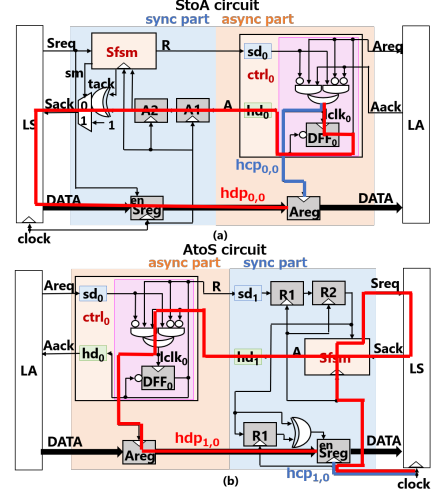 StoA circuit
sync part async part
Sreq Sfsm R sd0 Areq
sm ctrl0
tack
Sack 0 A2 A1 A hd0 lclk0 Aack
LS 1 1 DFF0 LA
hcp0,0
hdp0,0
DATA en Sreg Areg DATA
clock
(a)
AtoS circuit
async part sync part
Areq sd0 R sd1 R1 R2 Sreq
ctrl0
Aack hd0 lclk0 hd1 A Sfsm Sack
LA DFF0 LS
R1
DATA hdp1,0 en Sreg DATA
Areg hcp1,0 clock
(b)